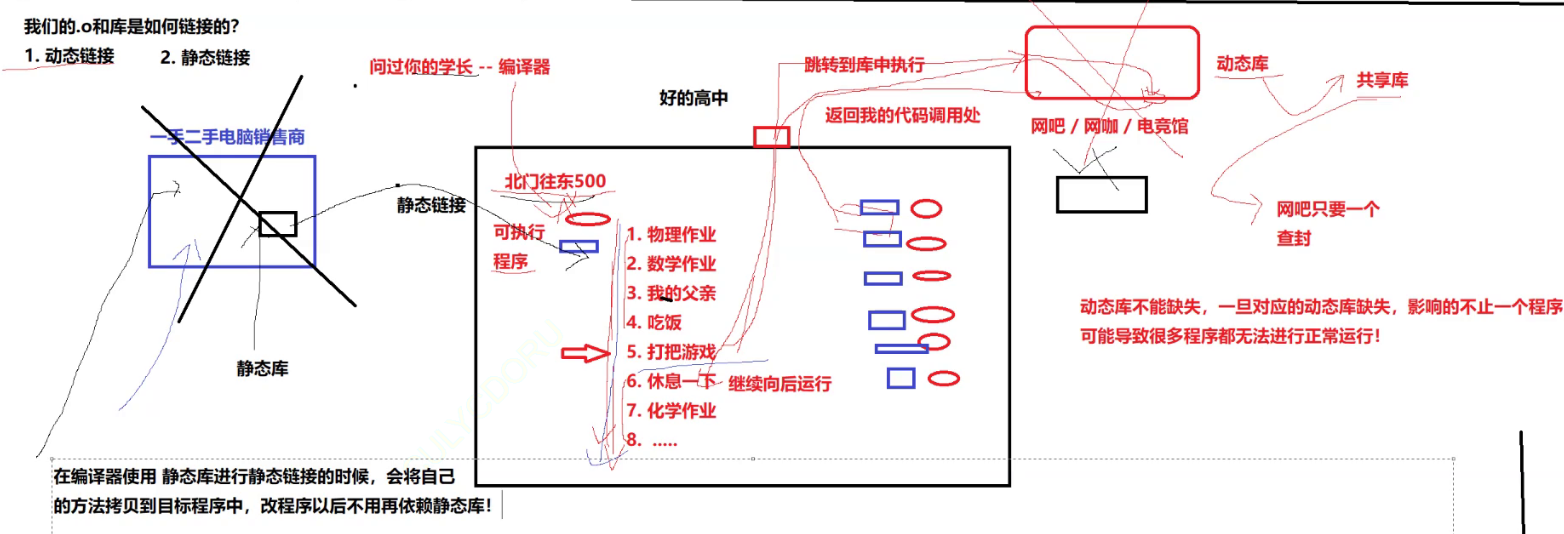 我们的.o和库是如何链接的?
1. 动态链接 2. 静态链接
问过你的学长 -- 编译器
好的高中
跳转到库中执行
返回我的代码调用处
动态库
共享库
网吧 / 网咖 / 电竞馆
网吧只要一个
查封
一手二手电脑销售商
静态链接
静态库
北门往东500
可执行
程序
1. 物理作业
2. 数学作业
3. 我的父亲
4. 吃饭
5. 打把游戏
6. 休息一下
继续向后运行
7. 化学作业
8. .....
动态库不能缺失，一旦对应的动态库缺失，影响的不止一个程序
可能导致很多程序都无法进行正常运行!
在编译器使用 静态库进行静态链接的时候，会将自己
的方法拷贝到目标程序中，改程序以后不用再依赖静态库!